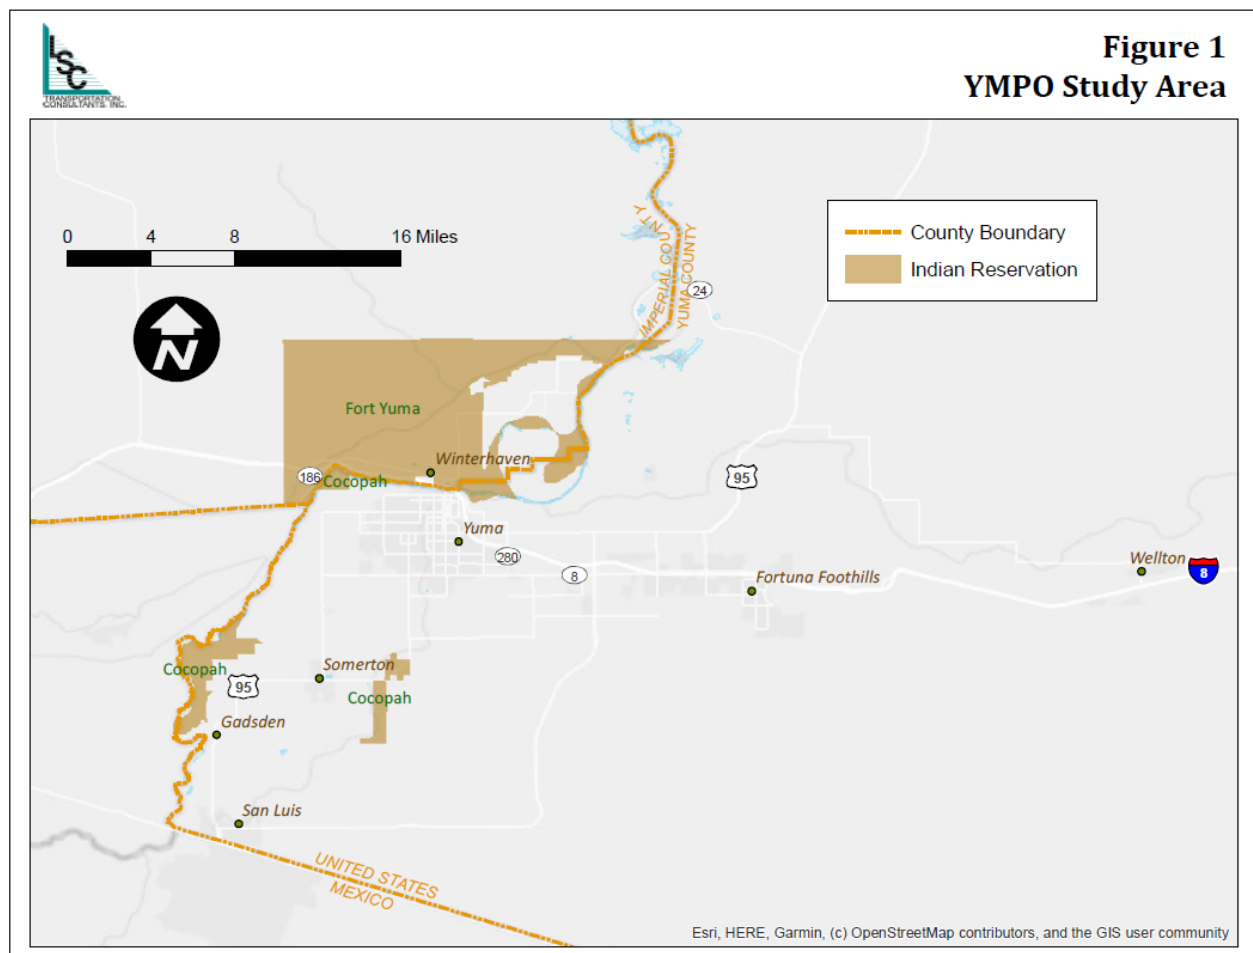 LSC
TRANSPORTATION
CONSULTANTS, INC.
Figure 1
YMPO Study Area
0 4 8 16 Miles
N
County Boundary
Indian Reservation
IMPERIAL COUNTY
YUMA COUNTY
24
Fort Yuma
Winterhaven
186
Cocopah
95
Yuma
280
8
Fortuna Foothills
Wellton
8
Cocopah
95
Somerton
Cocopah
Gadsden
San Luis
UNITED STATES
MEXICO
Esri, HERE, Garmin, (c) OpenStreetMap contributors, and the GIS user community